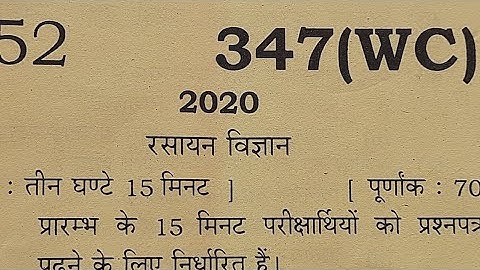 52 347(WC)
2020
रसायन विज्ञान
: तीन घण्टे 15 मिनट ] [ पूर्णांक : 70
प्रारम्भ के 15 मिनट परीक्षार्थियों को प्रश्नपत्र
पढ़ने के लिए निर्धारित हैं।